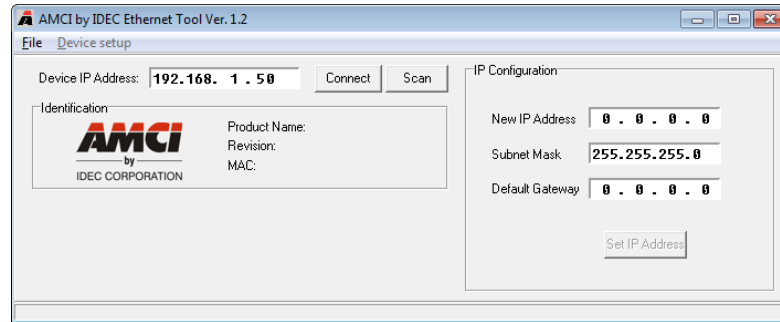 AMCI by IDEC Ethernet Tool Ver. 1.2
File Device setup
Device IP Address: 192.168. 1 .50 Connect Scan
Identification
AMCI
by
IDEC CORPORATION
Product Name:
Revision:
MAC:
IP Configuration
New IP Address 0 . 0 . 0 . 0
Subnet Mask 255.255.255.0
Default Gateway 0 . 0 . 0 . 0
Set IP Address